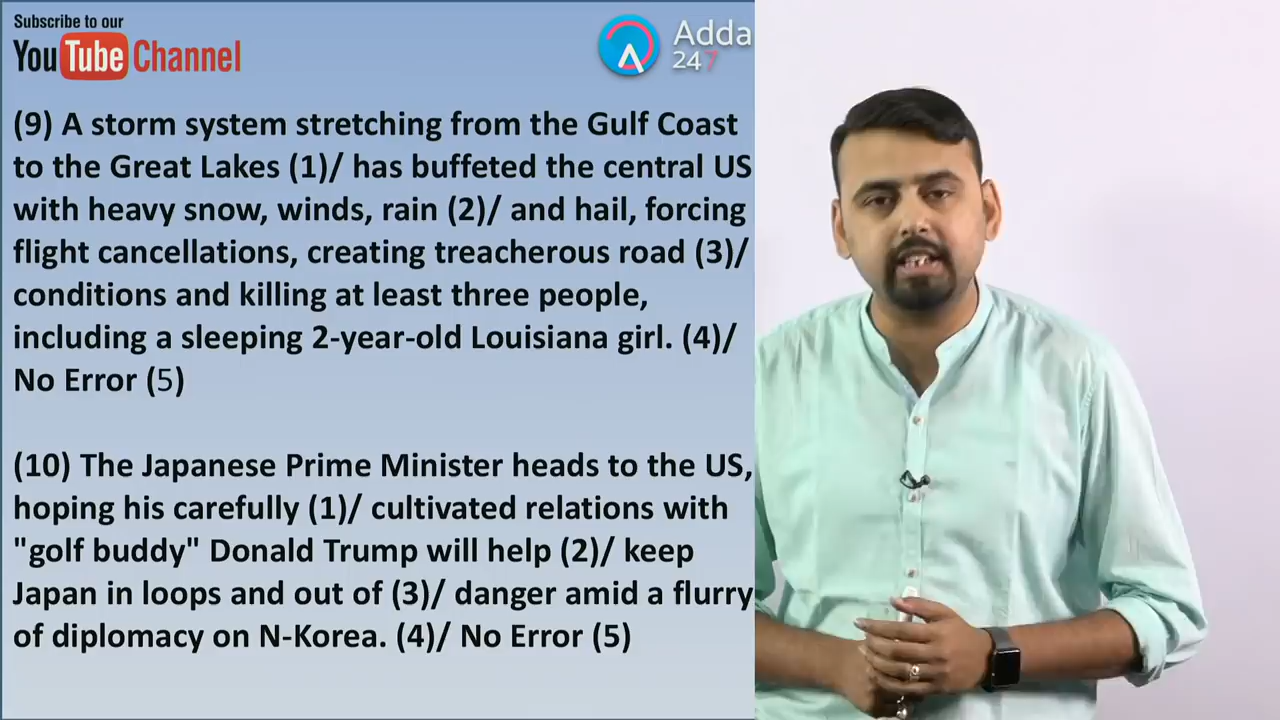 Subscribe to our
YouTube Channel
Adda
247
(9) A storm system stretching from the Gulf Coast
to the Great Lakes (1)/ has buffeted the central US
with heavy snow, winds, rain (2)/ and hail, forcing
flight cancellations, creating treacherous road (3)/
conditions and killing at least three people,
including a sleeping 2-year-old Louisiana girl. (4)/
No Error (5)
(10) The Japanese Prime Minister heads to the US,
hoping his carefully (1)/ cultivated relations with
"golf buddy" Donald Trump will help (2)/ keep
Japan in loops and out of (3)/ danger amid a flurry
of diplomacy on N-Korea. (4)/ No Error (5)